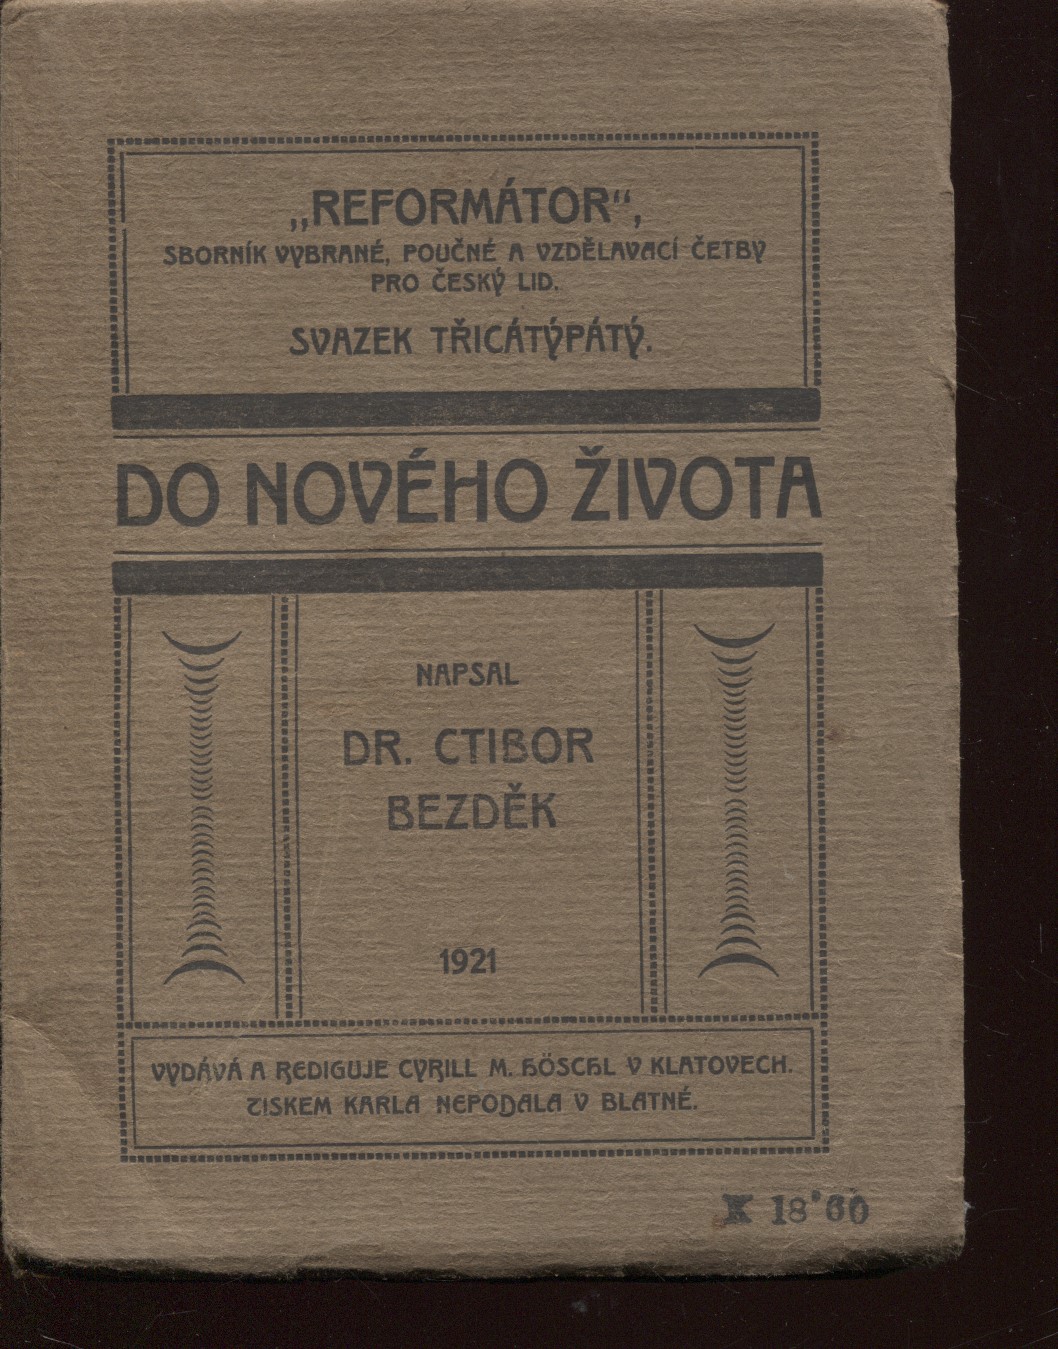 „REFORMÁTOR“,
SBORNÍK VYBRANÉ, POUČNÉ A VZDĚLAVACÍ ČETBY
PRO ČESKÝ LID.
SVAZEK TŘICÁTÝPÁTÝ.
DO NOVÉHO ŽIVOTA
NAPSAL
DR. CTIBOR
BEZDĚK
1921
VYDÁVÁ A REDIGUJE CYRILL M. HÖSCHL V KLATOVECH.
TISKEM KARLA NEPODALA V BLATNÉ.
K 18·60